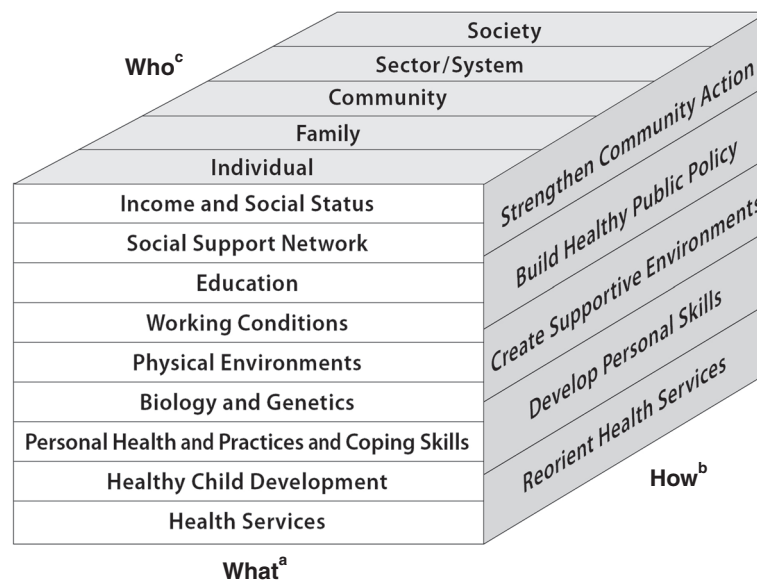 Society
Sector/System
Community
Family
Individual
Who^c
Income and Social Status
Social Support Network
Education
Working Conditions
Physical Environments
Biology and Genetics
Personal Health and Practices and Coping Skills
Healthy Child Development
Health Services
What^a
Strengthen Community Action
Build Healthy Public Policy
Create Supportive Environments
Develop Personal Skills
Reorient Health Services
How^b